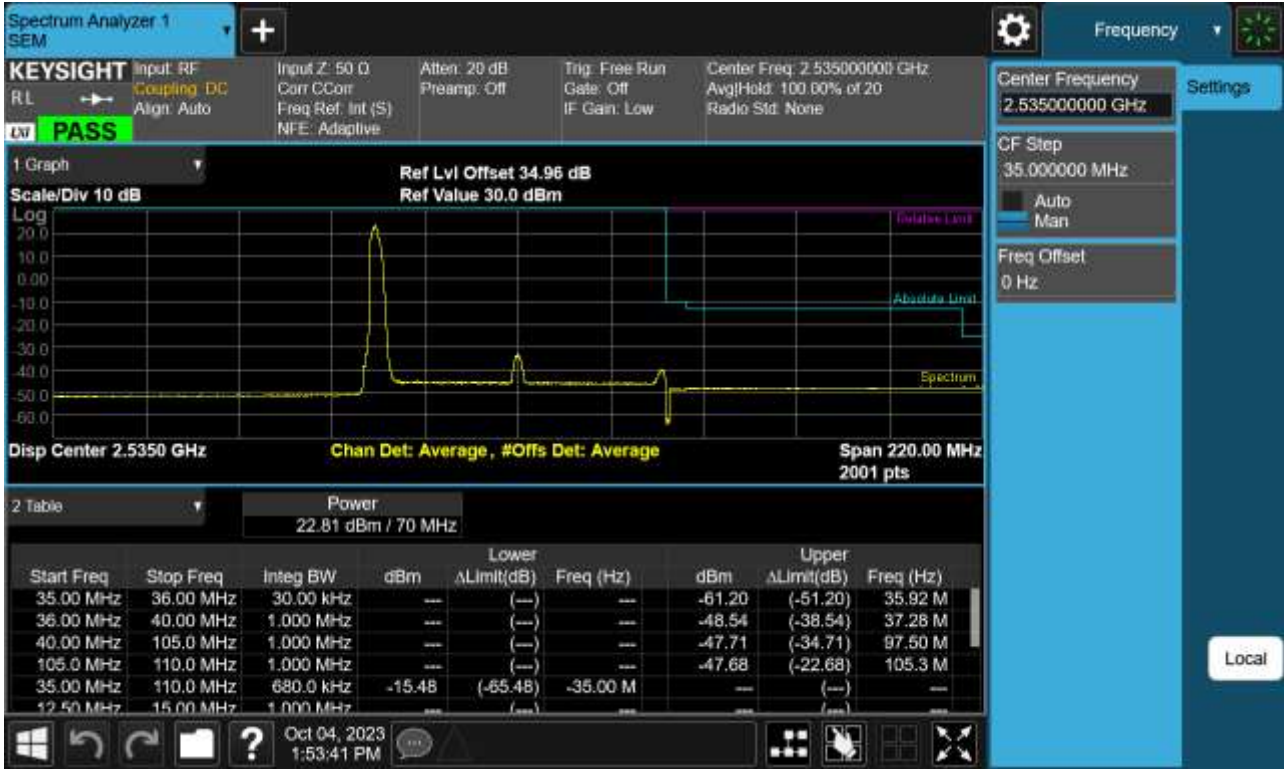 Spectrum Analyzer 1
SEM
Frequency
KEYSIGHT Input: RF Input Z: 50 Ω Atten: 20 dB Trig: Free Run Center Freq: 2.535000000 GHz
RL Coupling: DC Corr CCorr Preamp: Off Gate: Off Avg|Hold: 100.00% of 20
Align: Auto Freq Ref: Int (S) IF Gain: Low Radio Std: None
LXI PASS NFE: Adaptive
Center Frequency
2.535000000 GHz
Settings
CF Step
35.000000 MHz
Auto
Man
Freq Offset
0 Hz
1 Graph
Ref Lvl Offset 34.96 dB
Scale/Div 10 dB Ref Value 30.0 dBm
Log
Relative Limit
20.0
10.0
0.00
-10.0
Absolute Limit
-20.0
-30.0
-40.0
Spectrum
-50.0
-60.0
Disp Center 2.5350 GHz Chan Det: Average, #Offs Det: Average Span 220.00 MHz
2001 pts
2 Table
Power
22.81 dBm / 70 MHz
Lower Upper
Start Freq Stop Freq Integ BW dBm ΔLimit(dB) Freq (Hz) dBm ΔLimit(dB) Freq (Hz)
35.00 MHz 36.00 MHz 30.00 kHz --- (---) --- -61.20 (-51.20) 35.92 M
36.00 MHz 40.00 MHz 1.000 MHz --- (---) --- -48.54 (-38.54) 37.28 M
40.00 MHz 105.0 MHz 1.000 MHz --- (---) --- -47.71 (-34.71) 97.50 M
105.0 MHz 110.0 MHz 1.000 MHz --- (---) --- -47.68 (-22.68) 105.3 M
35.00 MHz 110.0 MHz 680.0 kHz -15.48 (-65.48) -35.00 M --- (---) ---
12.50 MHz 15.00 MHz 1.000 MHz --- (---) --- --- (---) ---
Local
Oct 04, 2023
1:53:41 PM